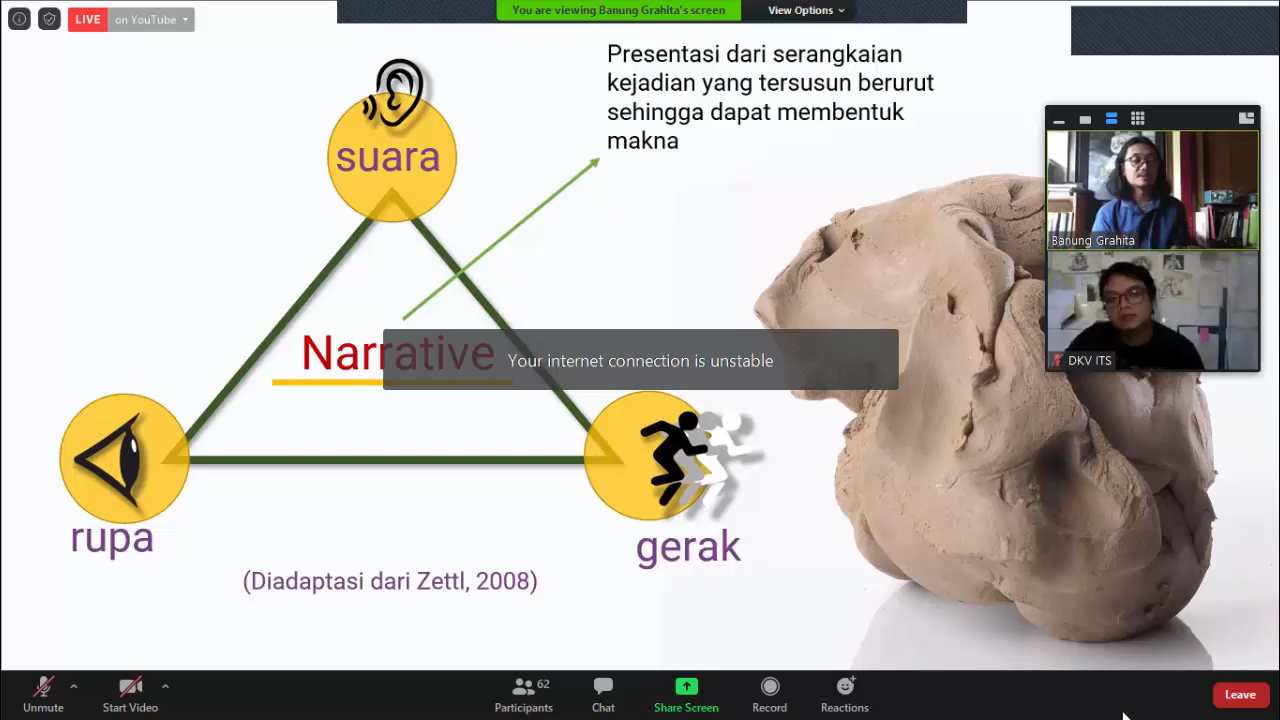 LIVE on YouTube
You are viewing Banung Grahita's screen
View Options
Presentasi dari serangkaian
kejadian yang tersusun berurut
sehingga dapat membentuk
makna
suara
Banung Grahita
Narrative
Your internet connection is unstable
DKV ITS
rupa
gerak
(Diadaptasi dari Zettl, 2008)
Unmute
Start Video
62
Participants
Chat
Share Screen
Record
Reactions
Leave